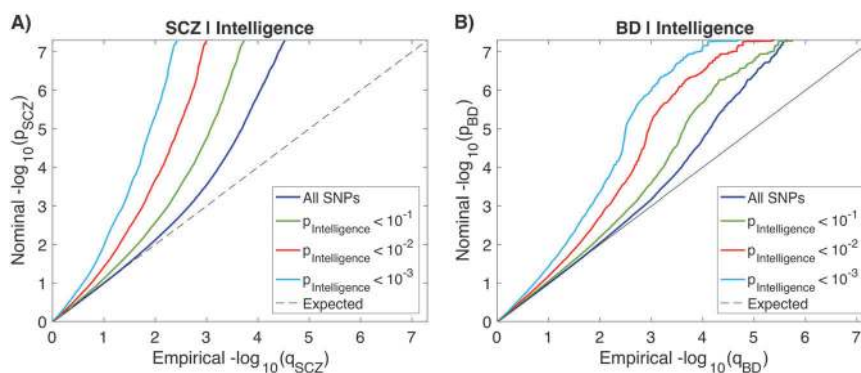 A)
SCZ | Intelligence
Nominal -log10(pSCZ)
7
6
5
4
3
2
1
0
All SNPs
pIntelligence < 10-1
pIntelligence < 10-2
pIntelligence < 10-3
Expected
0 1 2 3 4 5 6 7
Empirical -log10(qSCZ)
B)
BD | Intelligence
Nominal -log10(pBD)
7
6
5
4
3
2
1
0
All SNPs
pIntelligence < 10-1
pIntelligence < 10-2
pIntelligence < 10-3
Expected
0 1 2 3 4 5 6 7
Empirical -log10(qBD)